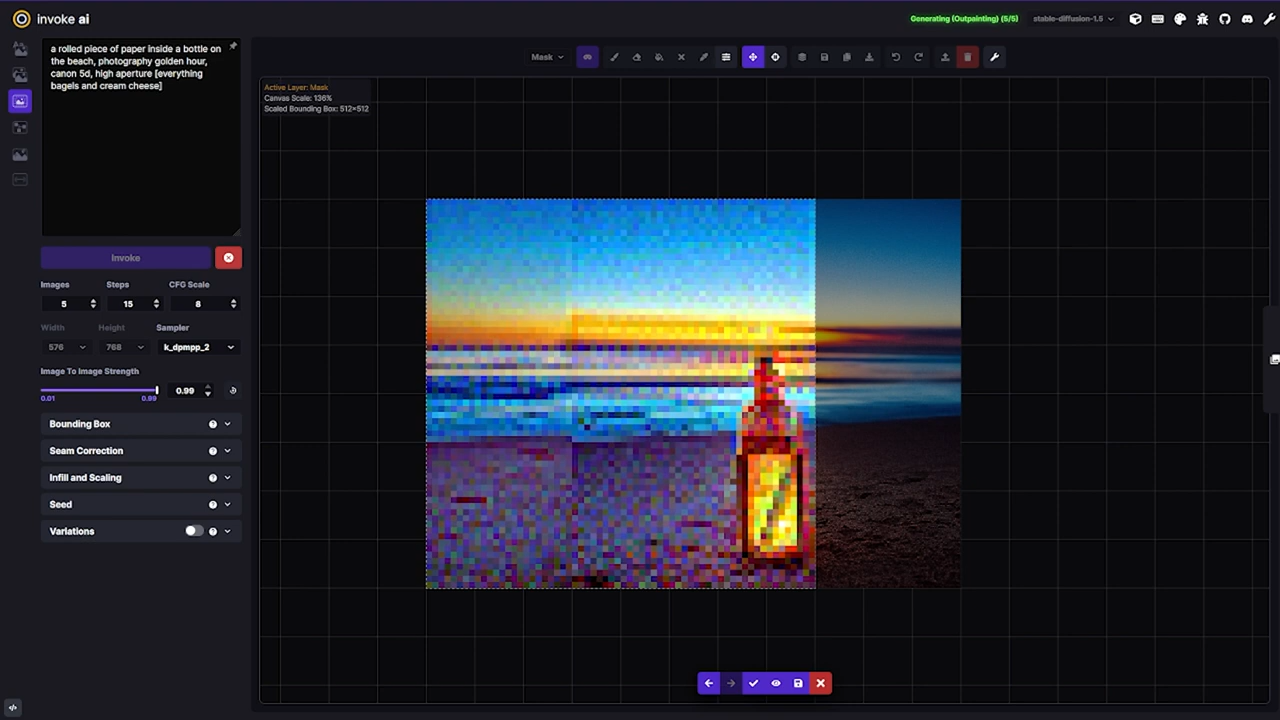 invoke ai
Generating (Outpainting) (5/5)
stable-diffusion-1.5
a rolled piece of paper inside a bottle on
the beach, photography golden hour,
canon 5d, high aperture [everything
bagels and cream cheese]
Mask
Active Layer: Mask
Canvas Scale: 136%
Scaled Bounding Box: 512×512
Invoke
Images
Steps
CFG Scale
5
15
8
Width
Height
Sampler
576
768
k_dpmpp_2
Image To Image Strength
0.99
0.01
0.99
Bounding Box
Seam Correction
Infill and Scaling
Seed
Variations